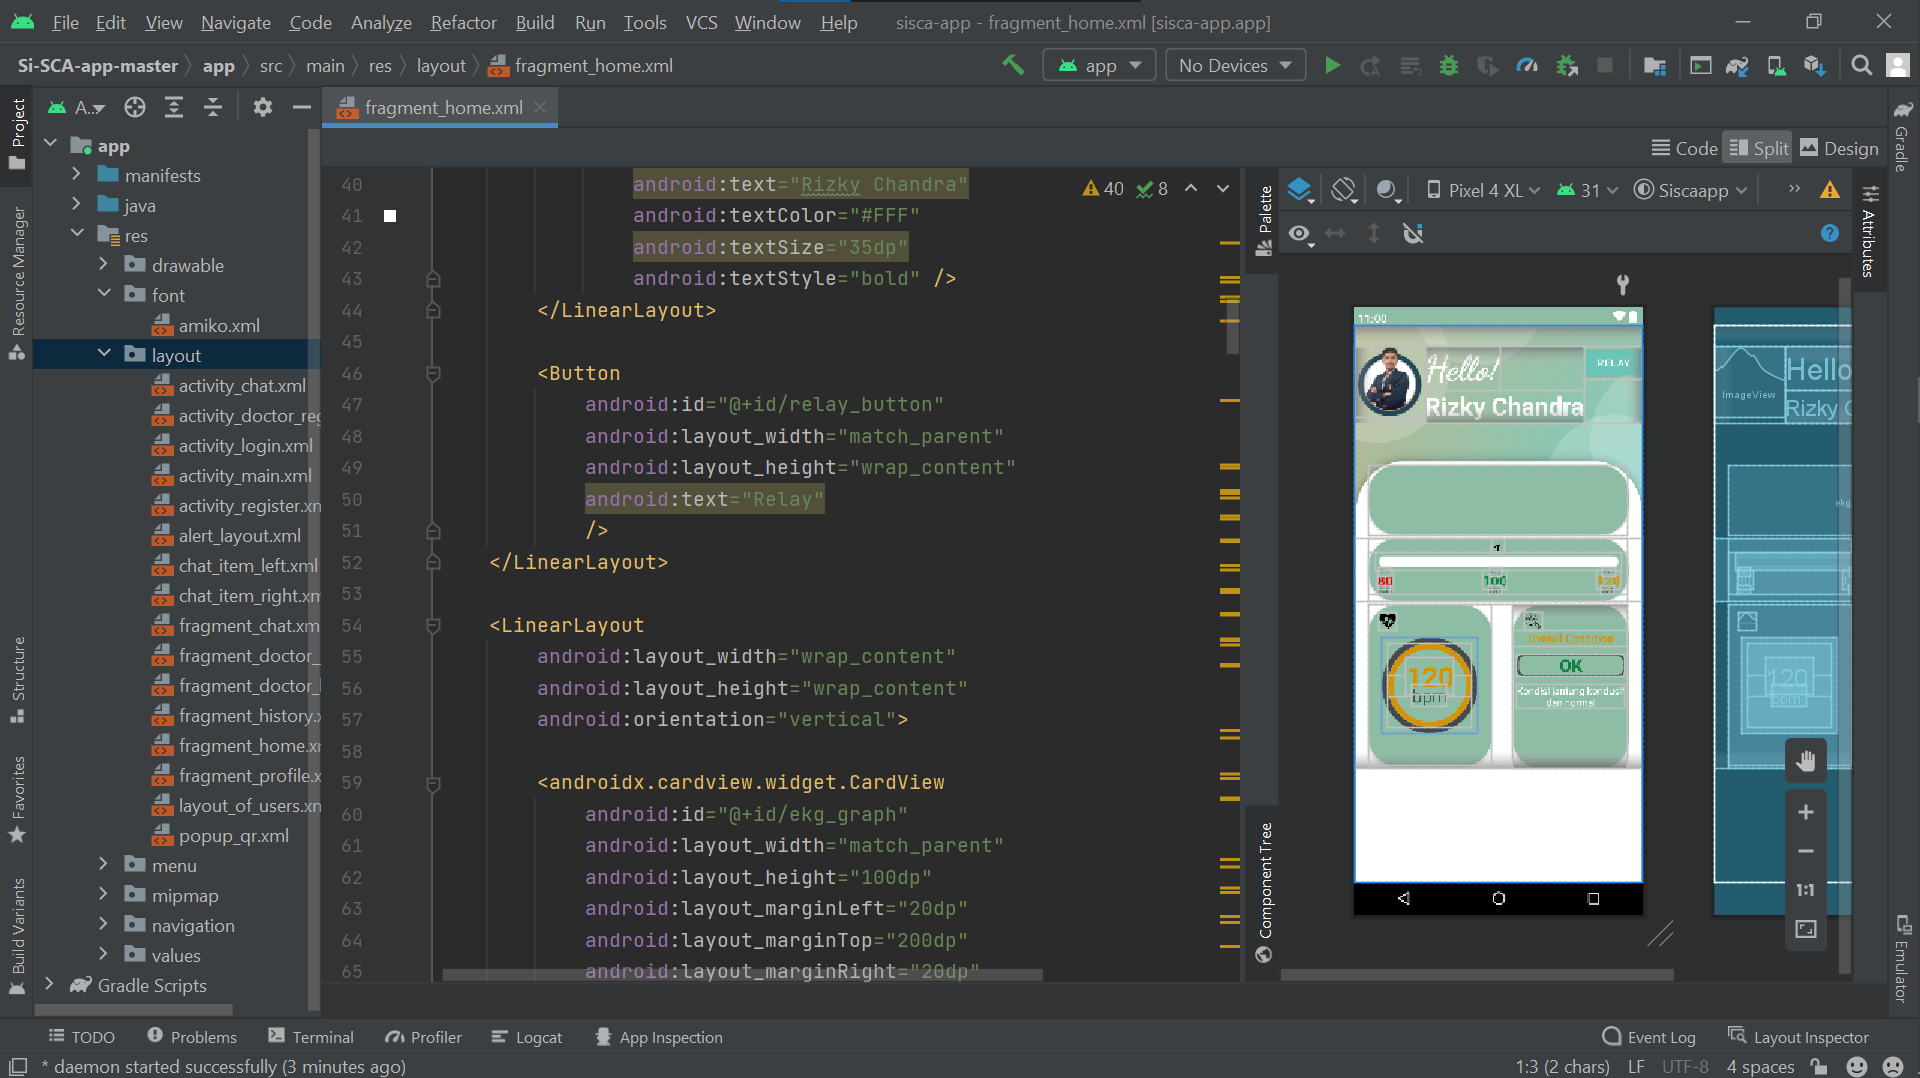 File Edit View Navigate Code Analyze Refactor Build Run Tools VCS Window Help sisca-app - fragment_home.xml [sisca-app.app]
Si-SCA-app-master app src main res layout fragment_home.xml app No Devices
Project
A..
fragment_home.xml
Gradle
Code Split Design
app
manifests
java
res
drawable
font
amiko.xml
layout
activity_chat.xml
activity_doctor_reg
activity_login.xml
activity_main.xml
activity_register.xn
alert_layout.xml
chat_item_left.xml
chat_item_right.xm
fragment_chat.xm
fragment_doctor_
fragment_doctor_l
fragment_history.x
fragment_home.xn
fragment_profile.x
layout_of_users.xn
popup_qr.xml
menu
mipmap
navigation
values
Gradle Scripts
Resource Manager
Structure
Favorites
Build Variants
40 android:text="Rizky Chandra"
41 android:textColor="#FFF"
42 android:textSize="35dp"
43 android:textStyle="bold" />
44 </LinearLayout>
45
46 <Button
47 android:id="@+id/relay_button"
48 android:layout_width="match_parent"
49 android:layout_height="wrap_content"
50 android:text="Relay"
51 />
52 </LinearLayout>
53
54 <LinearLayout
55 android:layout_width="wrap_content"
56 android:layout_height="wrap_content"
57 android:orientation="vertical">
58
59 <androidx.cardview.widget.CardView
60 android:id="@+id/ekg_graph"
61 android:layout_width="match_parent"
62 android:layout_height="100dp"
63 android:layout_marginLeft="20dp"
64 android:layout_marginTop="200dp"
65 android:layout_marginRight="20dp"
40 8
Palette
Component Tree
Pixel 4 XL 31 Siscaapp
Attributes
11:00
Hello!
RELAY
Rizky Chandra
80 100 120
Overall Condition
120
bpm
OK
Kondisi jantung kondusif
dan normal
Hello
ImageView
Rizky C
ekg
120
bpm
1:1
Emulator
TODO Problems Terminal Profiler Logcat App Inspection Event Log Layout Inspector
* daemon started successfully (3 minutes ago) 1:3 (2 chars) LF UTF-8 4 spaces